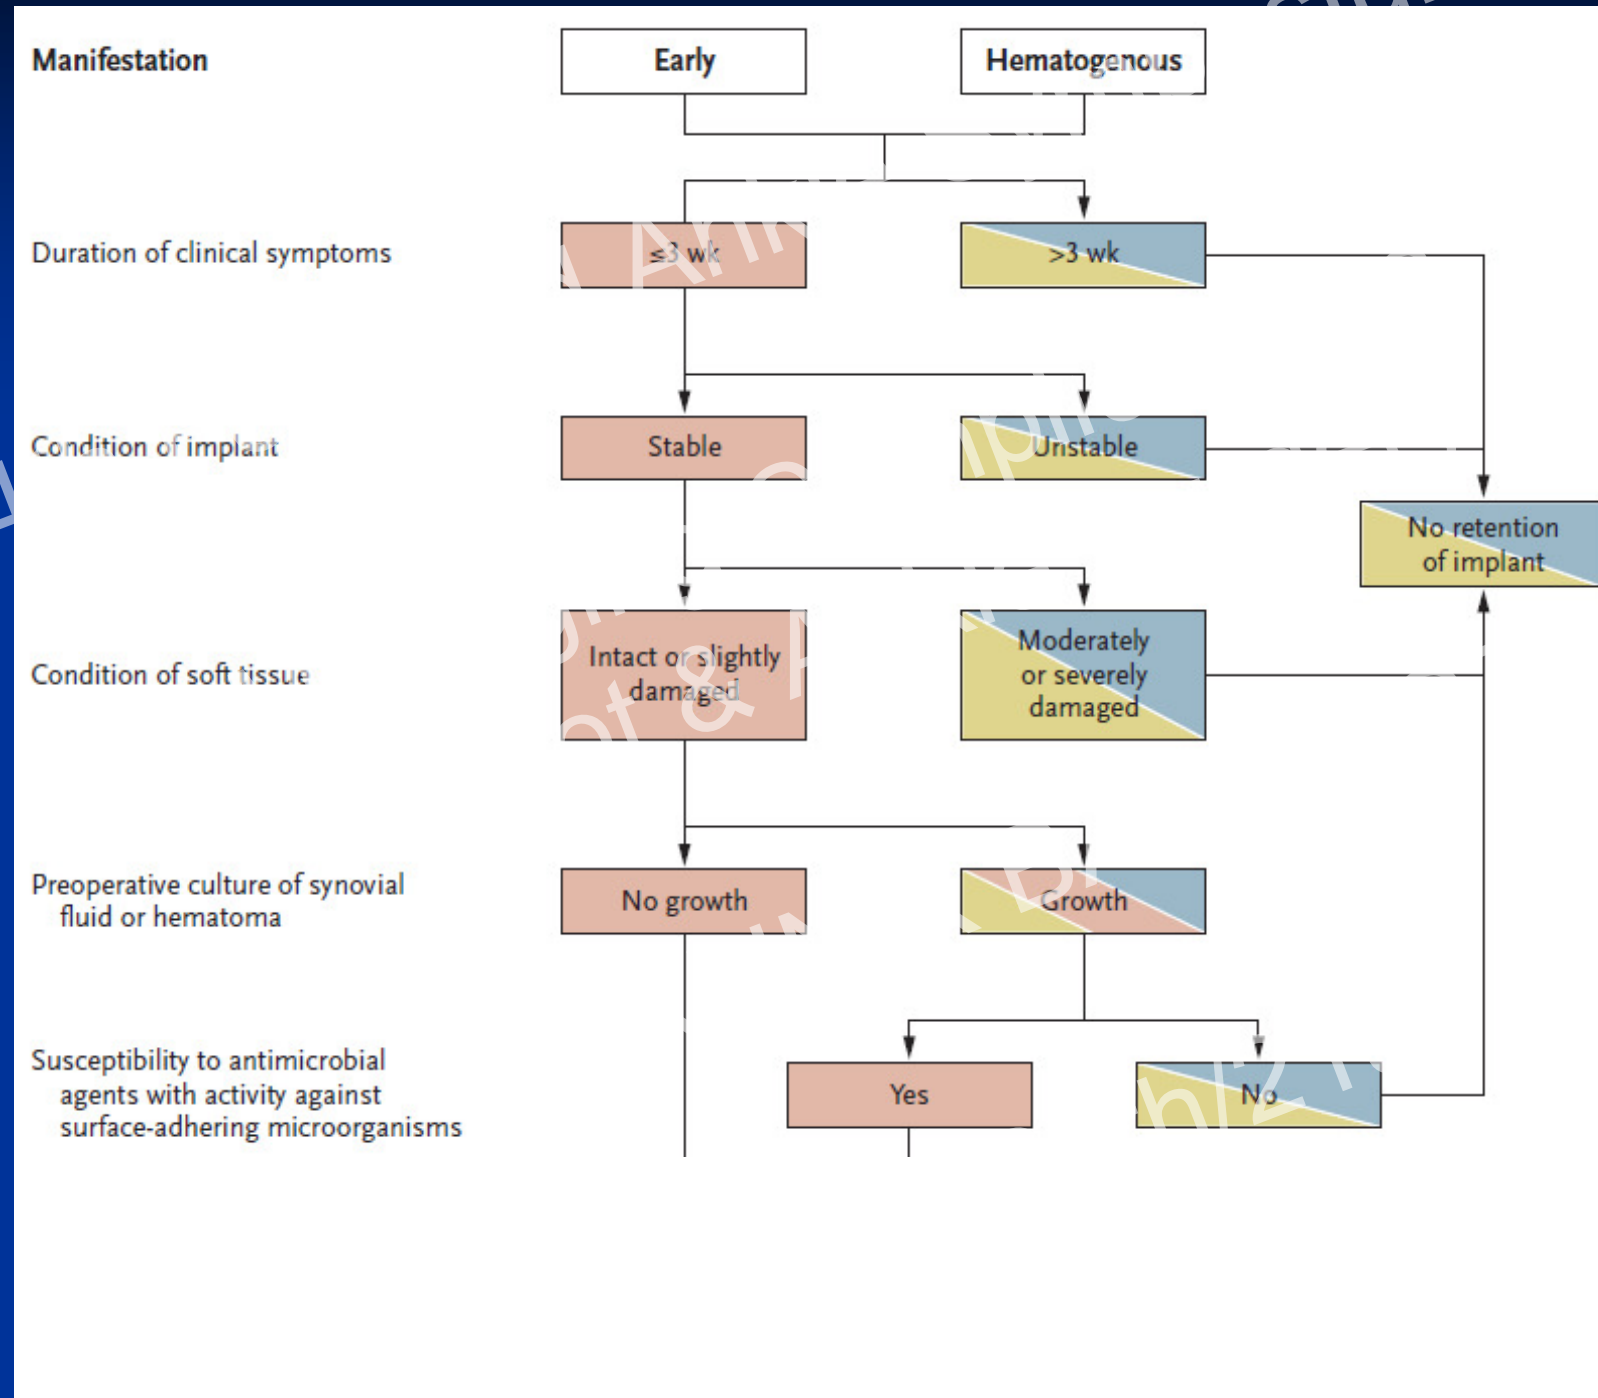 Manifestation
Early
Hematogenous
Duration of clinical symptoms
≤3 wk
>3 wk
Condition of implant
Stable
Unstable
No retention
of implant
Condition of soft tissue
Intact or slightly
damaged
Moderately
or severely
damaged
Preoperative culture of synovial
fluid or hematoma
No growth
Growth
Susceptibility to antimicrobial
agents with activity against
surface-adhering microorganisms
Yes
No